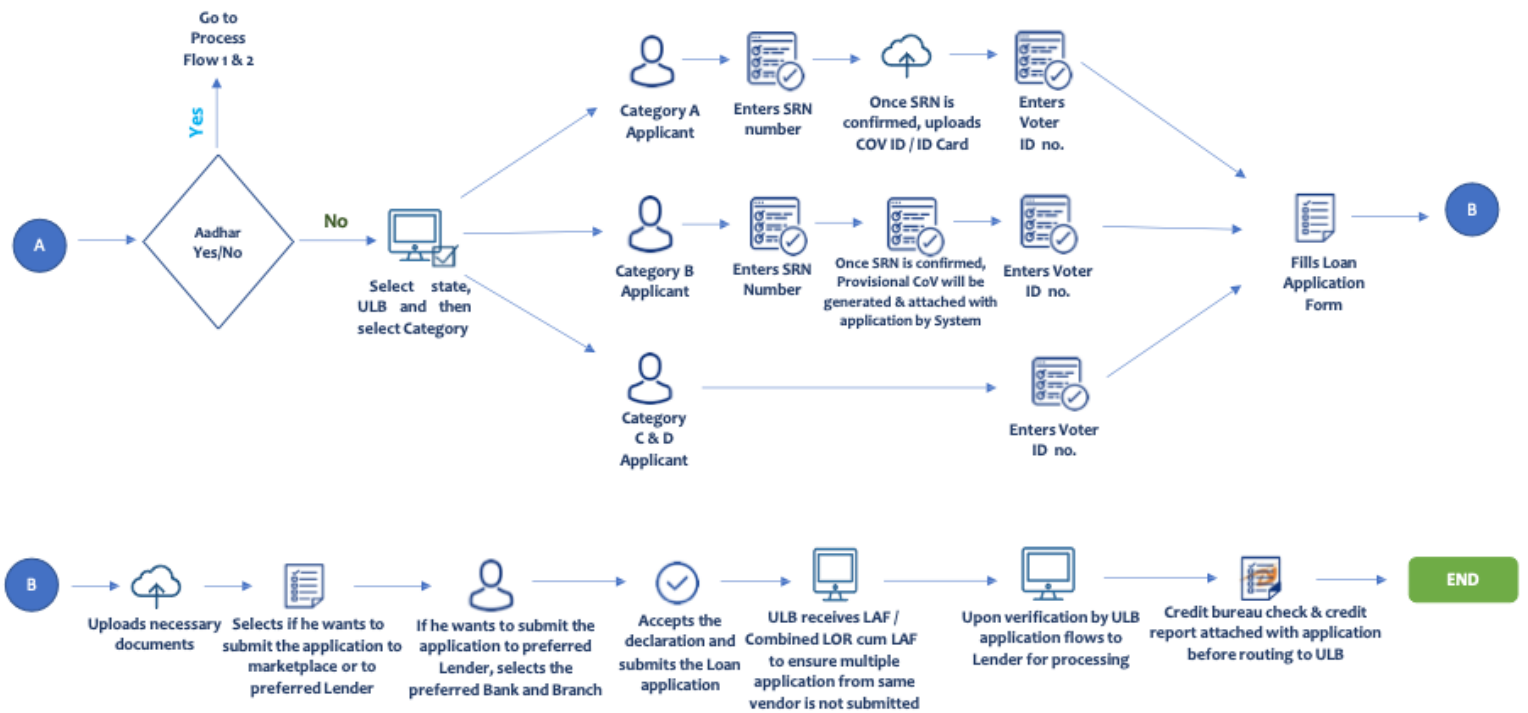 Go to
Process
Flow 1 & 2
Yes
A
Aadhar
Yes/No
No
Select state,
ULB and then
select Category
Category A
Applicant
Enters SRN
number
Once SRN is
confirmed, uploads
COV ID / ID Card
Enters
Voter
ID no.
Category B
Applicant
Enters SRN
Number
Once SRN is confirmed,
Provisional CoV will be
generated & attached with
application by System
Enters Voter
ID no.
Category
C & D
Applicant
Enters Voter
ID no.
Fills Loan
Application
Form
B
B
Uploads necessary
documents
Selects if he wants to
submit the application to
marketplace or to
preferred Lender
If he wants to submit the
application to preferred
Lender, selects the
preferred Bank and Branch
Accepts the
declaration and
submits the Loan
application
ULB receives LAF /
Combined LOR cum LAF
to ensure multiple
application from same
vendor is not submitted
Upon verification by ULB
application flows to
Lender for processing
Credit bureau check & credit
report attached with application
before routing to ULB
END